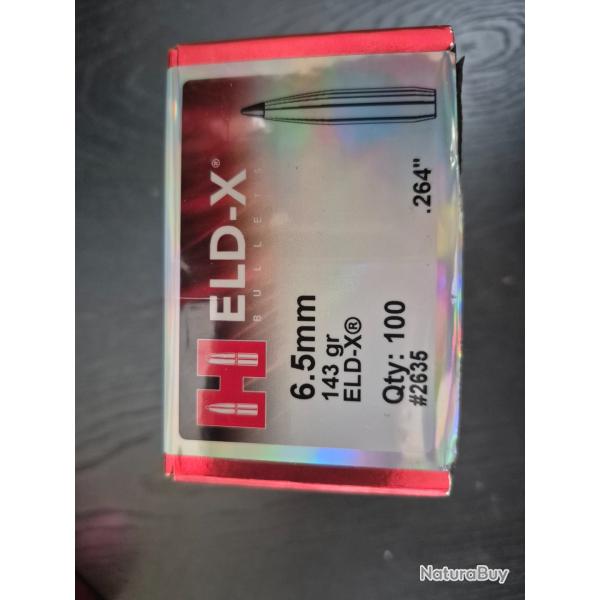 H ELD-X®
BULLETS
.264"
6.5mm
143 gr
ELD-X®
Qty: 100
#2635
NaturaBuy